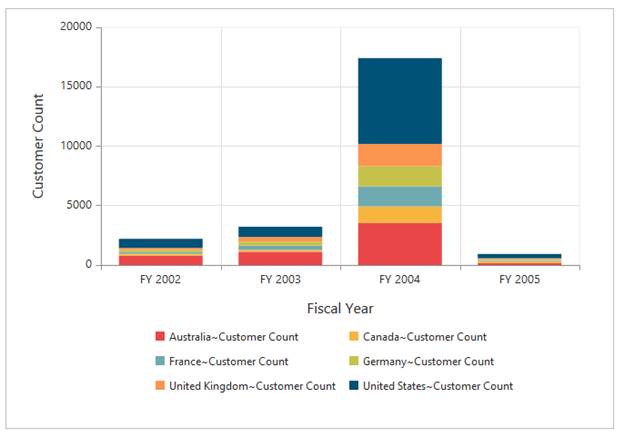 20000
15000
10000
5000
0
Customer Count
FY 2002 FY 2003 FY 2004 FY 2005
Fiscal Year
Australia~Customer Count Canada~Customer Count
France~Customer Count Germany~Customer Count
United Kingdom~Customer Count United States~Customer Count